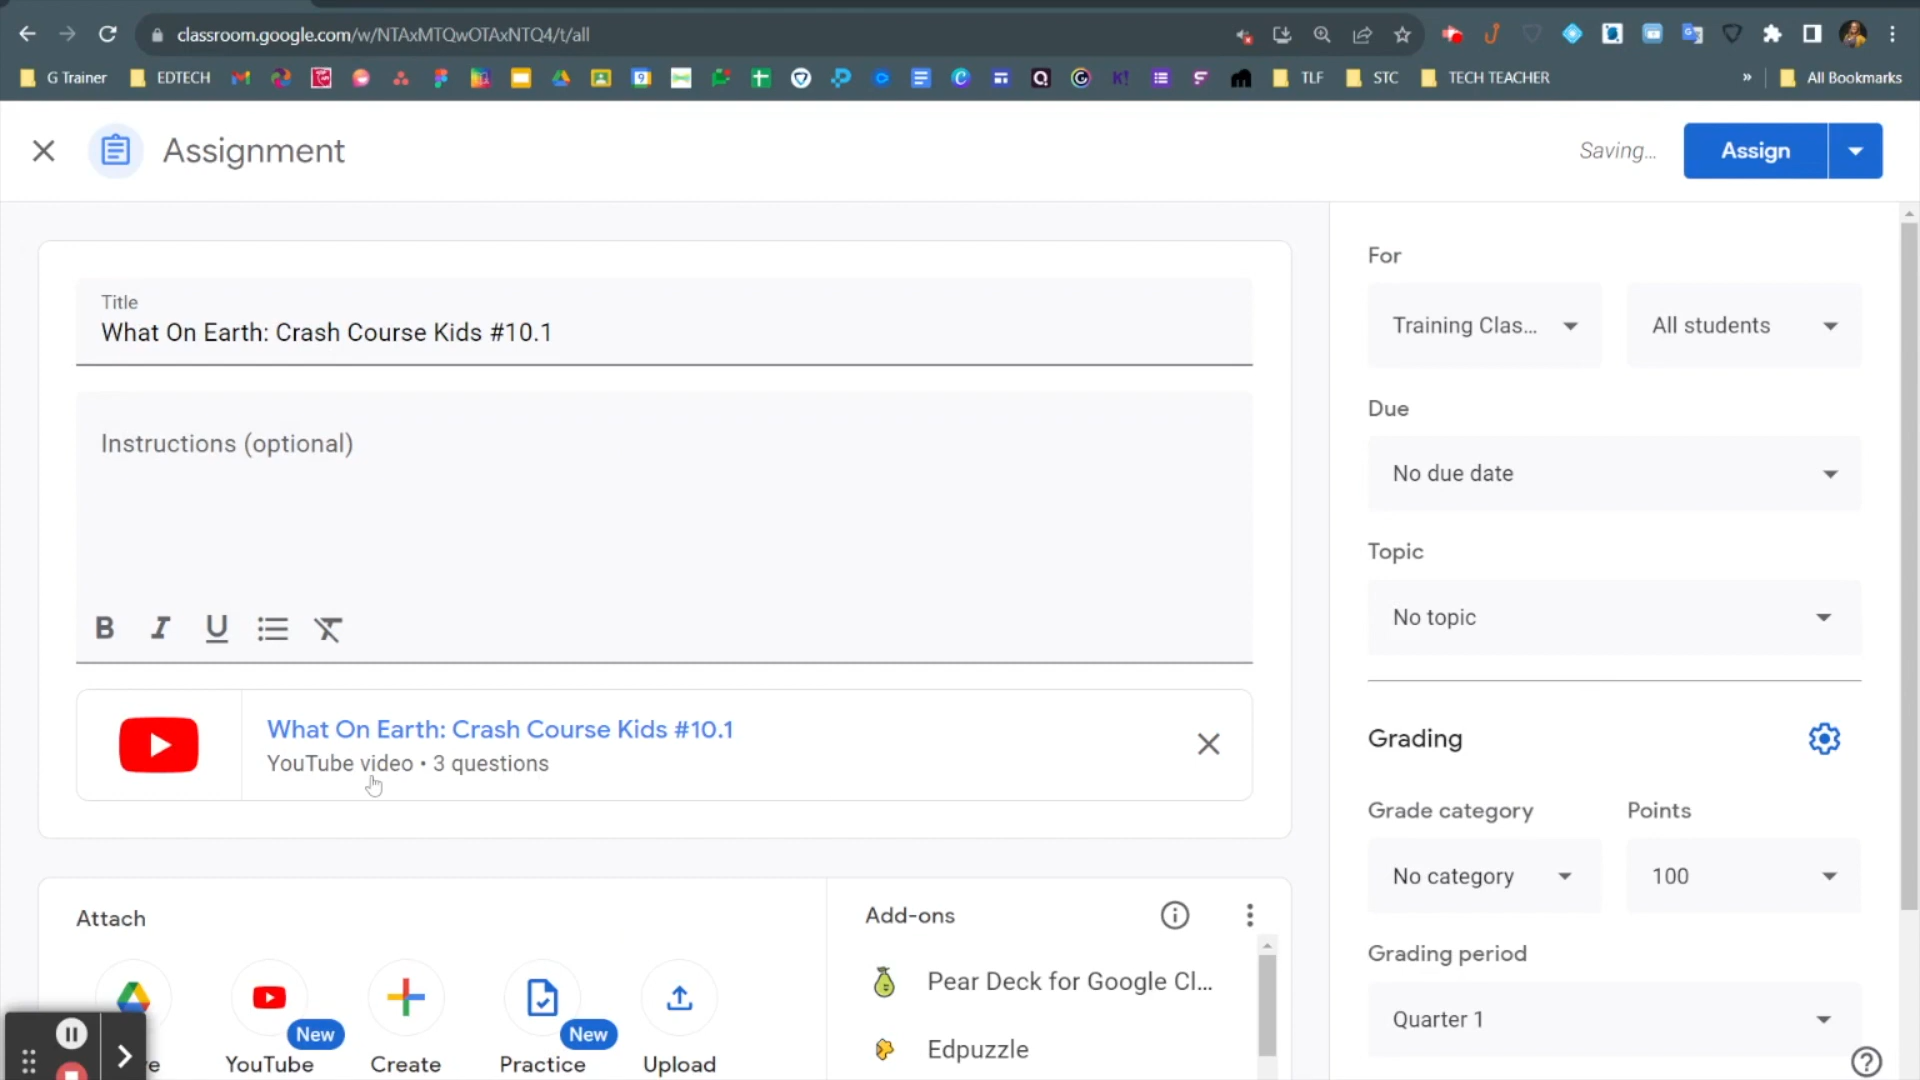 classroom.google.com/w/NTAxMTQwOTAxNTQ4/t/all
G Trainer
EDTECH
TLF
STC
TECH TEACHER
»
All Bookmarks
Assignment
Saving...
Assign
Title
What On Earth: Crash Course Kids #10.1
Instructions (optional)
B I U
What On Earth: Crash Course Kids #10.1
YouTube video • 3 questions
Attach
New
New
YouTube
Create
Practice
Upload
Add-ons
Pear Deck for Google Cl...
Edpuzzle
For
Training Clas...
All students
Due
No due date
Topic
No topic
Grading
Grade category
Points
No category
100
Grading period
Quarter 1